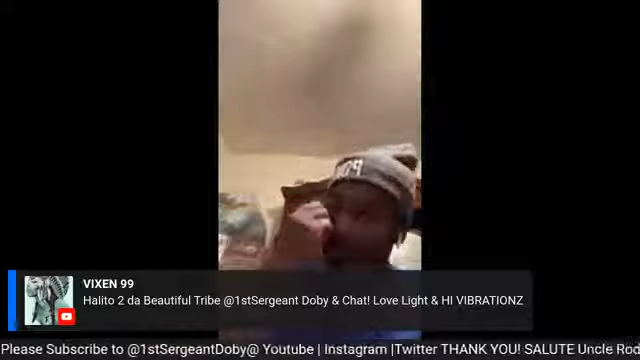 VIXEN 99
Halito 2 da Beautiful Tribe @1stSergeant Doby & Chat! Love Light & HI VIBRATIONZ
Please Subscribe to @1stSergeantDoby@ Youtube | Instagram |Twitter THANK YOU! SALUTE Uncle Rod